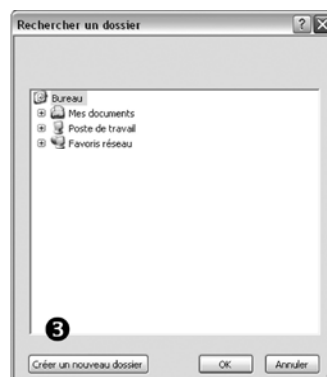 Rechercher un dossier
Bureau
Mes documents
Poste de travail
Favoris réseau
3
Créer un nouveau dossier OK Annuler